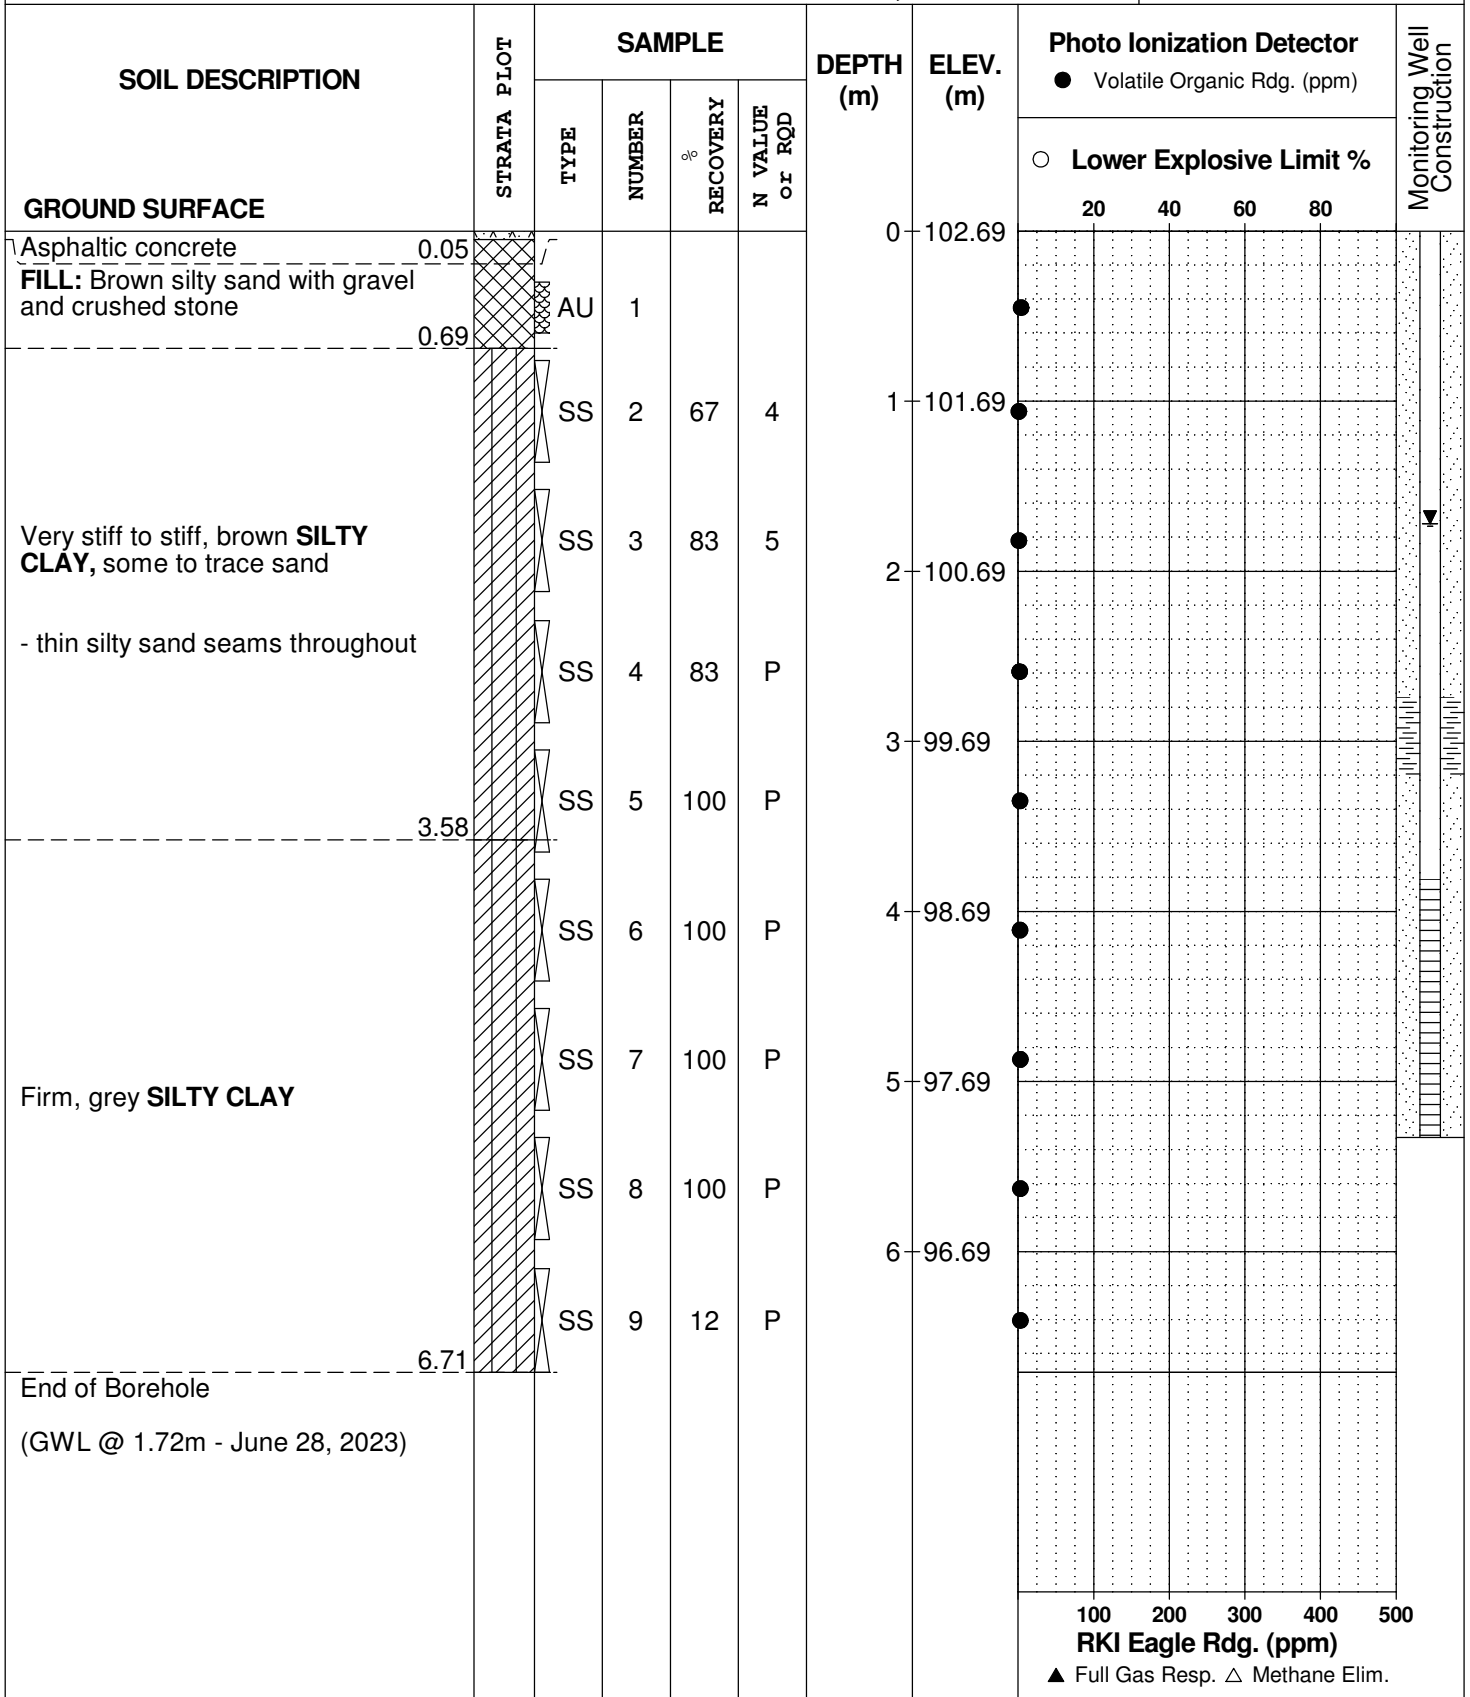 SOIL DESCRIPTION
GROUND SURFACE
STRATA PLOT
SAMPLE
TYPE
NUMBER
%
RECOVERY
N VALUE
or RQD
DEPTH
(m)
ELEV.
(m)
Photo Ionization Detector
● Volatile Organic Rdg. (ppm)
○ Lower Explosive Limit %
20 40 60 80
Monitoring Well
Construction
0 102.69
Asphaltic concrete 0.05
FILL: Brown silty sand with gravel
and crushed stone
0.69
AU 1
SS 2 67 4
1 101.69
Very stiff to stiff, brown SILTY
CLAY, some to trace sand
SS 3 83 5
2 100.69
- thin silty sand seams throughout
SS 4 83 P
3 99.69
SS 5 100 P
3.58
SS 6 100 P
4 98.69
SS 7 100 P
5 97.69
Firm, grey SILTY CLAY
SS 8 100 P
6 96.69
SS 9 12 P
6.71
End of Borehole
(GWL @ 1.72m - June 28, 2023)
100 200 300 400 500
RKI Eagle Rdg. (ppm)
▲ Full Gas Resp. △ Methane Elim.